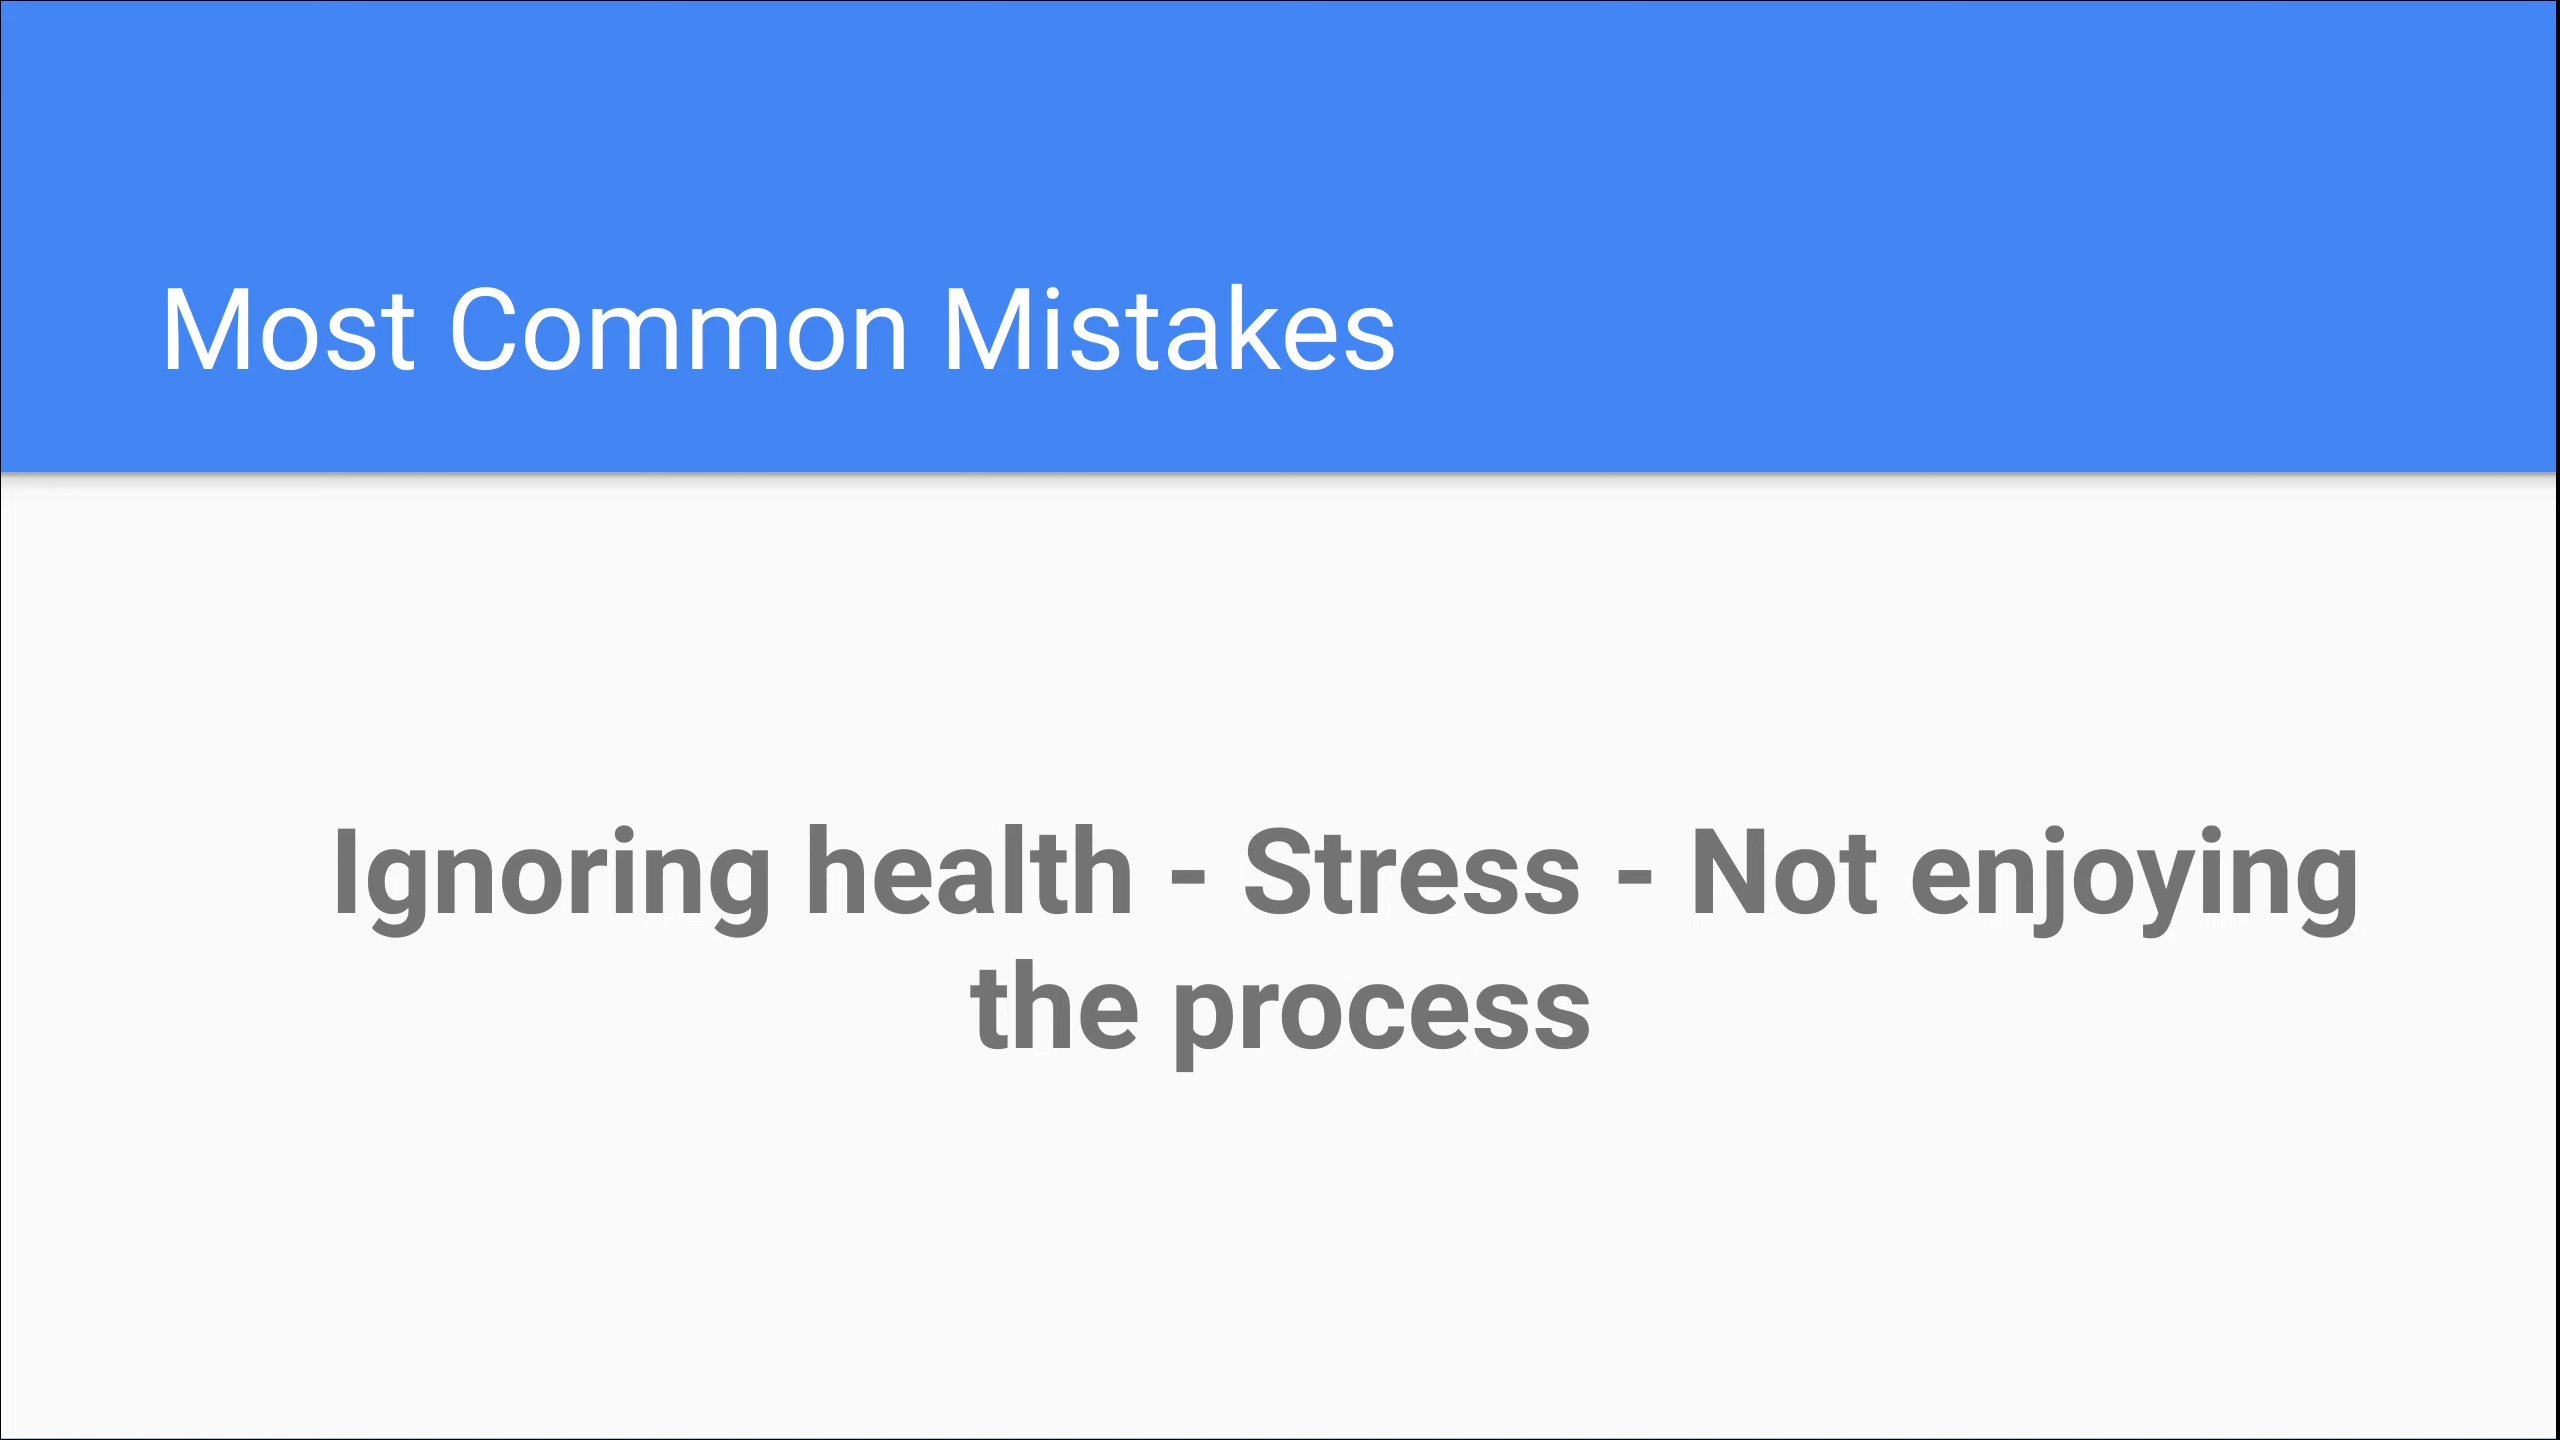 Most Common Mistakes
Ignoring health - Stress - Not enjoying
the process